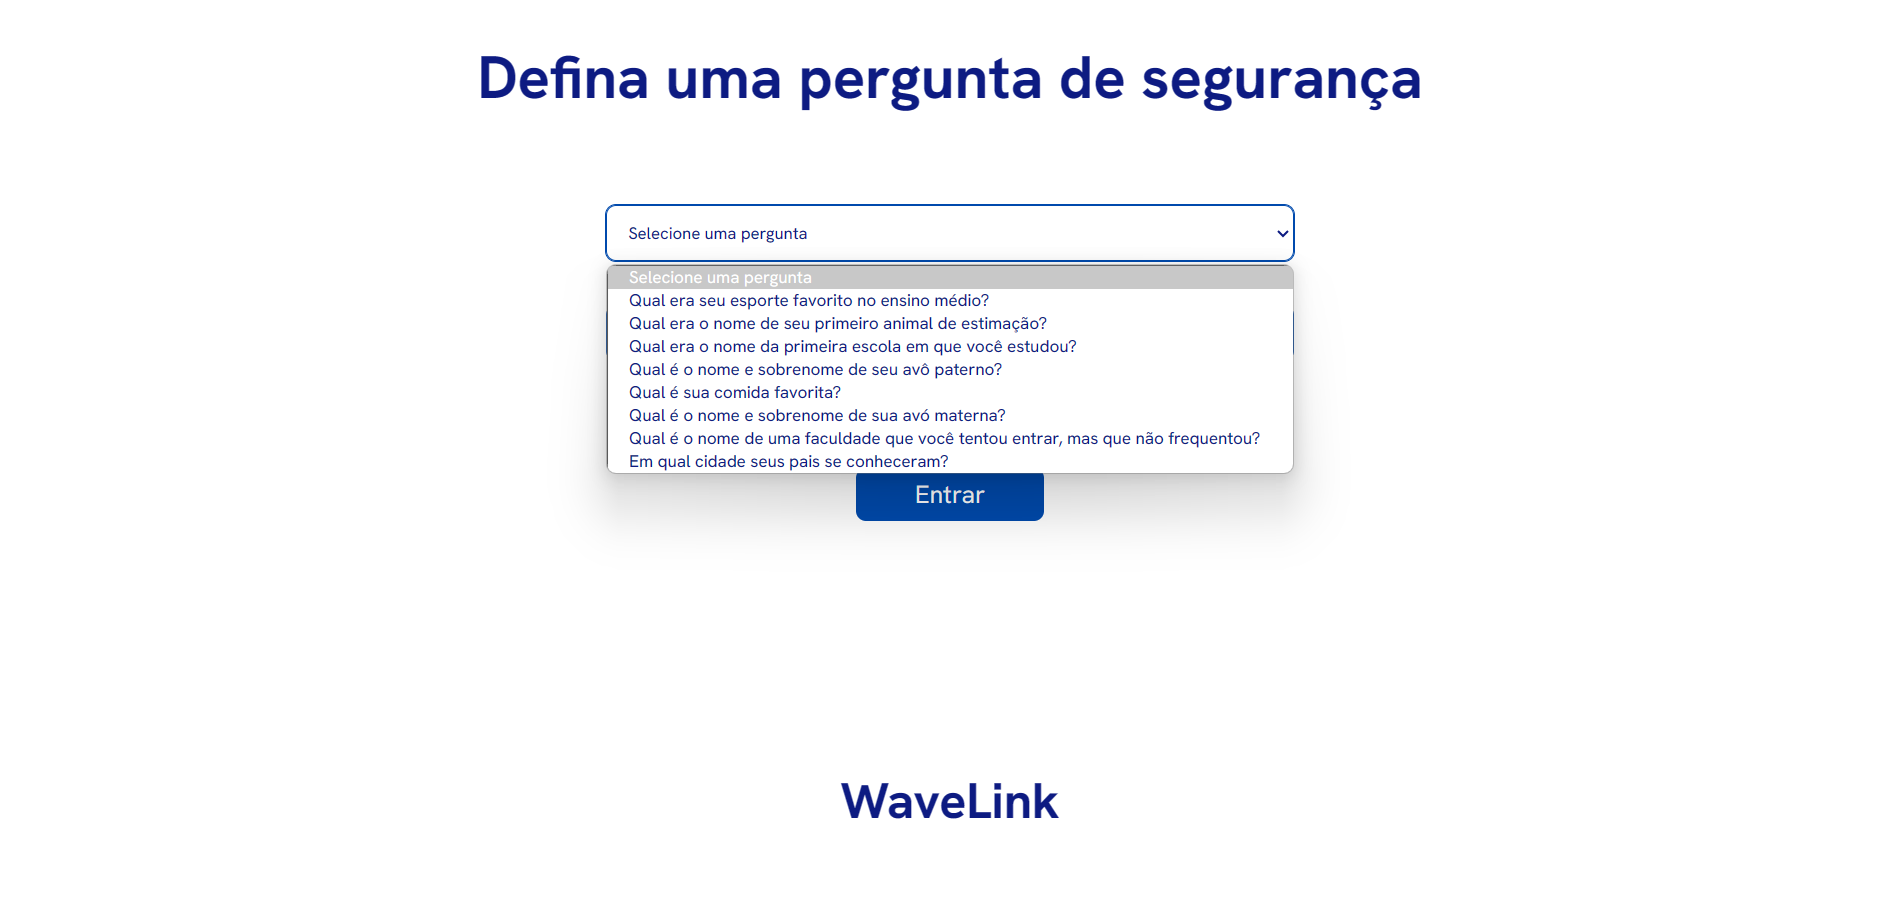 Defina uma pergunta de segurança
Selecione uma pergunta
Selecione uma pergunta
Qual era seu esporte favorito no ensino médio?
Qual era o nome de seu primeiro animal de estimação?
Qual era o nome da primeira escola em que você estudou?
Qual é o nome e sobrenome de seu avô paterno?
Qual é sua comida favorita?
Qual é o nome e sobrenome de sua avó materna?
Qual é o nome de uma faculdade que você tentou entrar, mas que não frequentou?
Em qual cidade seus pais se conheceram?
Entrar
WaveLink